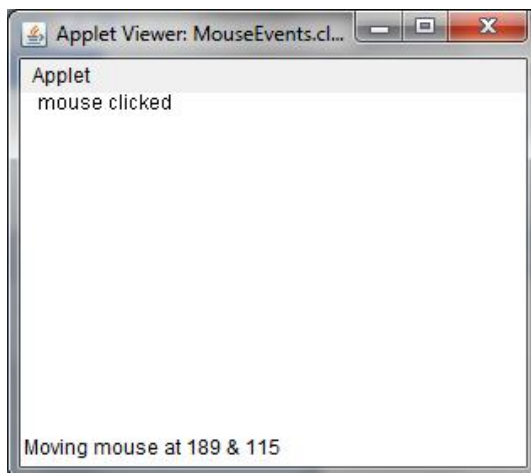 Applet Viewer: MouseEvents.cl...
Applet
mouse clicked
Moving mouse at 189 & 115